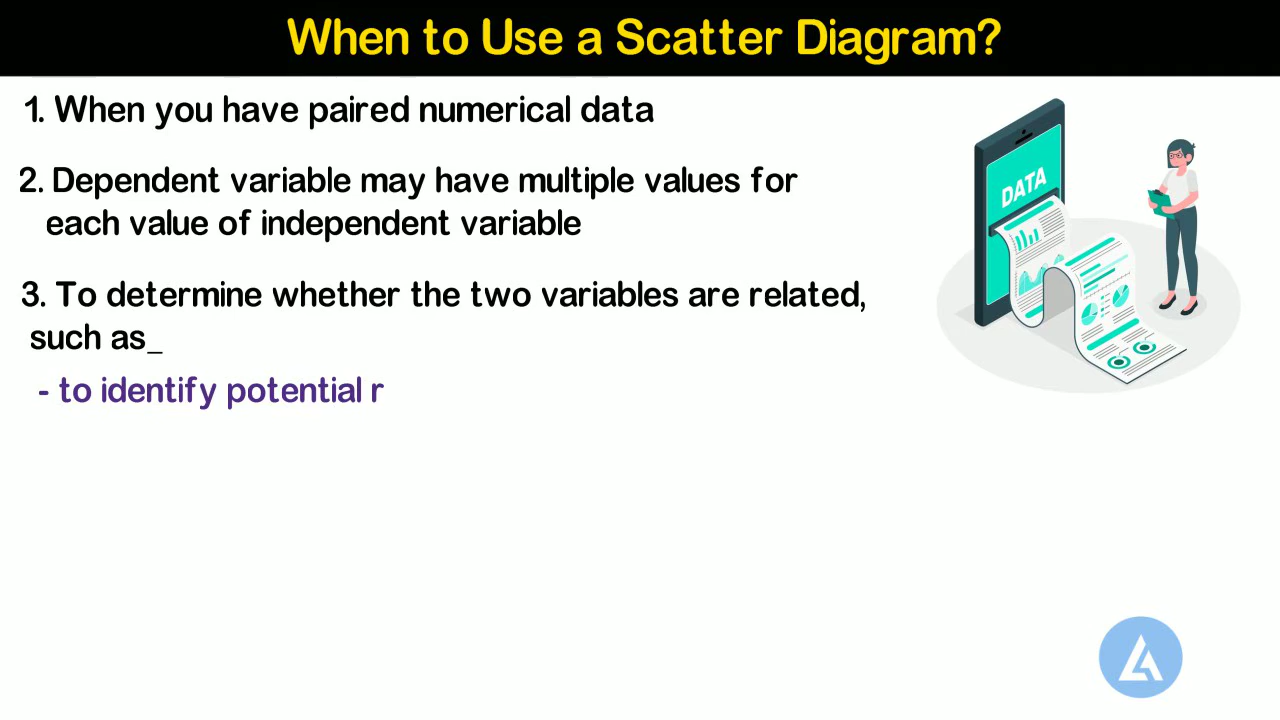 When to Use a Scatter Diagram?
1. When you have paired numerical data
2. Dependent variable may have multiple values for
each value of independent variable
3. To determine whether the two variables are related,
such as_
- to identify potential r
DATA